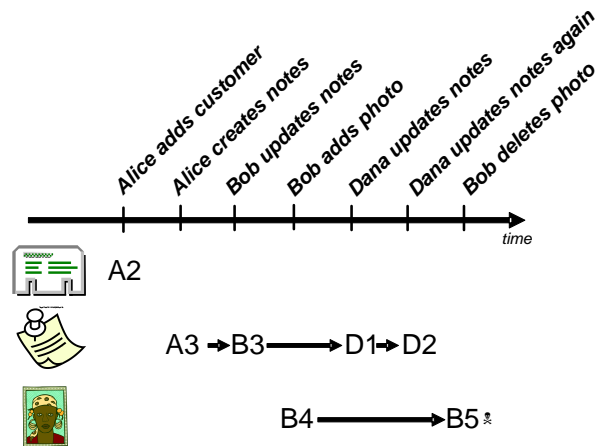 Alice adds customer
Alice creates notes
Bob updates notes
Bob adds photo
Dana updates notes
Dana updates notes again
Bob deletes photo
time
A2
A3 B3 D1 D2
B4 B5